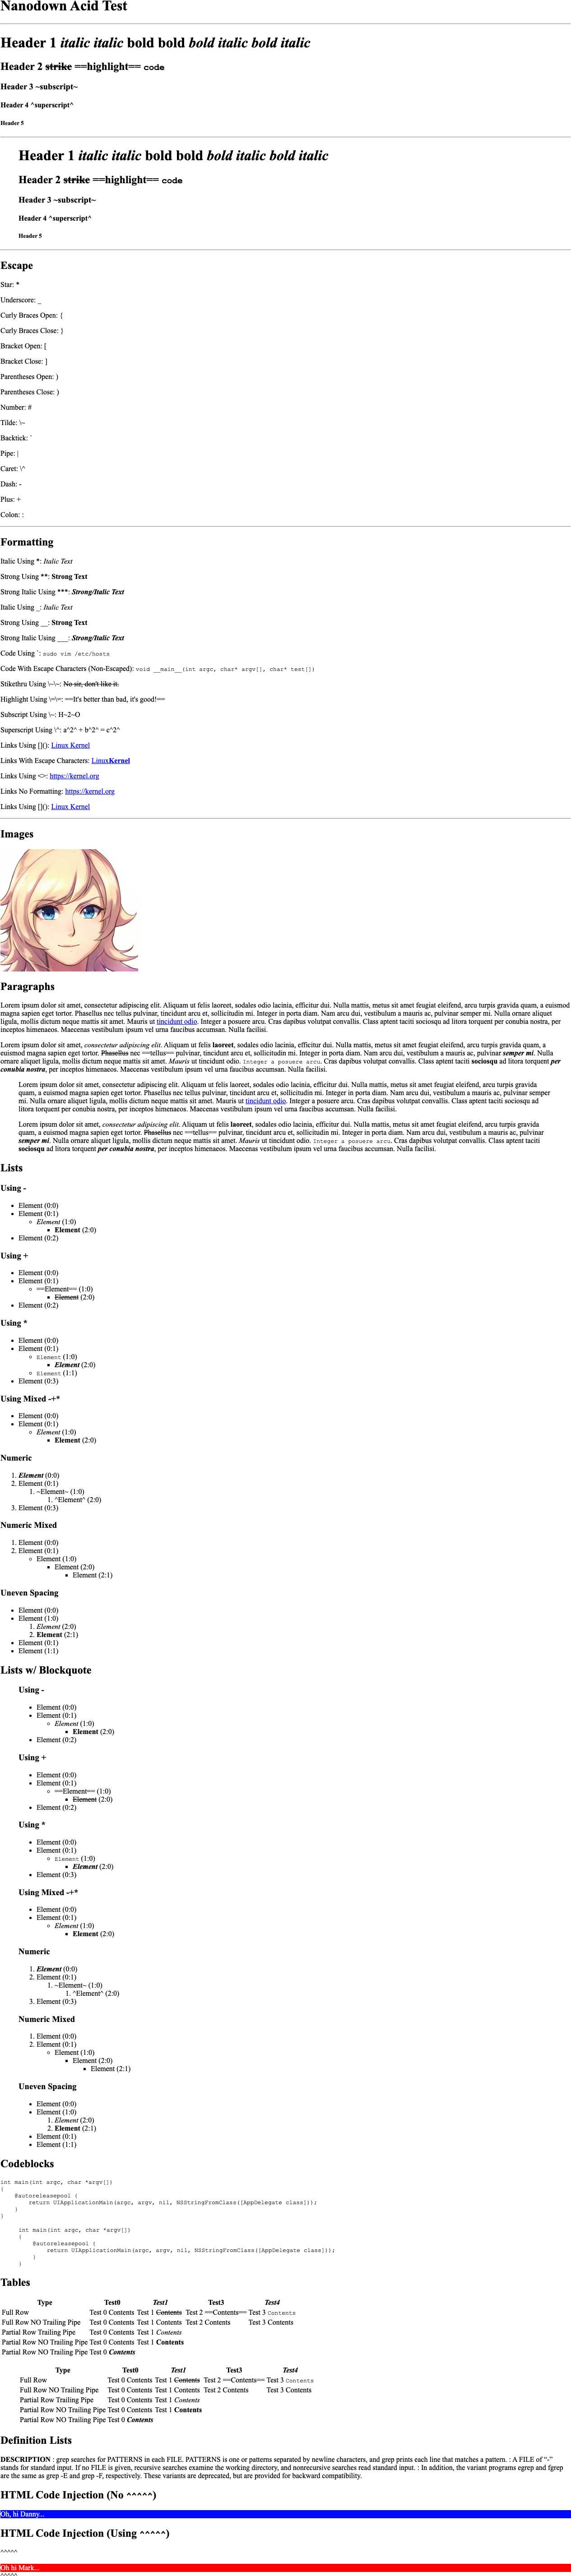 Nanodown Acid Test
Header 1 italic italic bold bold bold italic bold italic
Header 2 strike ==highlight== code
Header 3 ~subscript~
Header 4 ^superscript^
Header 5
Header 1 italic italic bold bold bold italic bold italic
Header 2 strike ==highlight== code
Header 3 ~subscript~
Header 4 ^superscript^
Header 5
Escape
Star: *
Underscore: _
Curly Braces Open: {
Curly Braces Close: }
Bracket Open: [
Bracket Close: ]
Parentheses Open: )
Parentheses Close: )
Number: #
Tilde: \~
Backtick: `
Pipe: |
Caret: \^
Dash: -
Plus: +
Colon: :
Formatting
Italic Using *: Italic Text
Strong Using **: Strong Text
Strong Italic Using ***: Strong/Italic Text
Italic Using _: Italic Text
Strong Using __: Strong Text
Strong Italic Using ___: Strong/Italic Text
Code Using `: sudo vim /etc/hosts
Code With Escape Characters (Non-Escaped): void __main__(int argc, char* argv[], char* test[])
Stikethru Using \~\~: No sir, don't like it.
Highlight Using \=\=: ==It's better than bad, it's good!==
Subscript Using \~: H~2~O
Superscript Using \^: a^2^ + b^2^ = c^2^
Links Using [](): Linux Kernel
Links With Escape Characters: LinuxKernel
Links Using <>: https://kernel.org
Links No Formatting: https://kernel.org
Links Using [](): Linux Kernel
Images
Paragraphs
Lorem ipsum dolor sit amet, consectetur adipiscing elit. Aliquam ut felis laoreet, sodales odio lacinia, efficitur dui. Nulla mattis, metus sit amet feugiat eleifend, arcu turpis gravida quam, a euismod
magna sapien eget tortor. Phasellus nec tellus pulvinar, tincidunt arcu et, sollicitudin mi. Integer in porta diam. Nam arcu dui, vestibulum a mauris ac, pulvinar semper mi. Nulla ornare aliquet
ligula, mollis dictum neque mattis sit amet. Mauris ut tincidunt odio. Integer a posuere arcu. Cras dapibus volutpat convallis. Class aptent taciti sociosqu ad litora torquent per conubia nostra, per
inceptos himenaeos. Maecenas vestibulum ipsum vel urna faucibus accumsan. Nulla facilisi.
Lorem ipsum dolor sit amet, consectetur adipiscing elit. Aliquam ut felis laoreet, sodales odio lacinia, efficitur dui. Nulla mattis, metus sit amet feugiat eleifend, arcu turpis gravida quam, a
euismod magna sapien eget tortor. Phasellus nec ==tellus== pulvinar, tincidunt arcu et, sollicitudin mi. Integer in porta diam. Nam arcu dui, vestibulum a mauris ac, pulvinar semper mi. Nulla
ornare aliquet ligula, mollis dictum neque mattis sit amet. Mauris ut tincidunt odio. Integer a posuere arcu. Cras dapibus volutpat convallis. Class aptent taciti sociosqu ad litora torquent per
conubia nostra, per inceptos himenaeos. Maecenas vestibulum ipsum vel urna faucibus accumsan. Nulla facilisi.
Lorem ipsum dolor sit amet, consectetur adipiscing elit. Aliquam ut felis laoreet, sodales odio lacinia, efficitur dui. Nulla mattis, metus sit amet feugiat eleifend, arcu turpis gravida
quam, a euismod magna sapien eget tortor. Phasellus nec tellus pulvinar, tincidunt arcu et, sollicitudin mi. Integer in porta diam. Nam arcu dui, vestibulum a mauris ac, pulvinar
semper mi. Nulla ornare aliquet ligula, mollis dictum neque mattis sit amet. Mauris ut tincidunt odio. Integer a posuere arcu. Cras dapibus volutpat convallis. Class aptent taciti sociosqu ad
litora torquent per conubia nostra, per inceptos himenaeos. Maecenas vestibulum ipsum vel urna faucibus accumsan. Nulla facilisi.
Lorem ipsum dolor sit amet, consectetur adipiscing elit. Aliquam ut felis laoreet, sodales odio lacinia, efficitur dui. Nulla mattis, metus sit amet feugiat eleifend, arcu turpis gravida
quam, a euismod magna sapien eget tortor. Phasellus nec ==tellus== pulvinar, tincidunt arcu et, sollicitudin mi. Integer in porta diam. Nam arcu dui, vestibulum a mauris ac, pulvinar
semper mi. Nulla ornare aliquet ligula, mollis dictum neque mattis sit amet. Mauris ut tincidunt odio. Integer a posuere arcu. Cras dapibus volutpat convallis. Class aptent taciti
sociosqu ad litora torquent per conubia nostra, per inceptos himenaeos. Maecenas vestibulum ipsum vel urna faucibus accumsan. Nulla facilisi.
Lists
Using -
• Element (0:0)
• Element (0:1)
◦ Element (1:0)
▪ Element (2:0)
• Element (0:2)
Using +
• Element (0:0)
• Element (0:1)
◦ ==Element== (1:0)
▪ Element (2:0)
• Element (0:2)
Using *
• Element (0:0)
• Element (0:1)
◦ Element (1:0)
▪ Element (2:0)
◦ Element (1:1)
• Element (0:3)
Using Mixed -+*
• Element (0:0)
• Element (0:1)
◦ Element (1:0)
▪ Element (2:0)
Numeric
1. Element (0:0)
2. Element (0:1)
1. ~Element~ (1:0)
1. ^Element^ (2:0)
3. Element (0:3)
Numeric Mixed
1. Element (0:0)
2. Element (0:1)
◦ Element (1:0)
▪ Element (2:0)
▪ Element (2:1)
Uneven Spacing
• Element (0:0)
• Element (1:0)
1. Element (2:0)
2. Element (2:1)
• Element (0:1)
• Element (1:1)
Lists w/ Blockquote
Using -
• Element (0:0)
• Element (0:1)
◦ Element (1:0)
▪ Element (2:0)
• Element (0:2)
Using +
• Element (0:0)
• Element (0:1)
◦ ==Element== (1:0)
▪ Element (2:0)
• Element (0:2)
Using *
• Element (0:0)
• Element (0:1)
◦ Element (1:0)
▪ Element (2:0)
• Element (0:3)
Using Mixed -+*
• Element (0:0)
• Element (0:1)
◦ Element (1:0)
▪ Element (2:0)
Numeric
1. Element (0:0)
2. Element (0:1)
1. ~Element~ (1:0)
1. ^Element^ (2:0)
3. Element (0:3)
Numeric Mixed
1. Element (0:0)
2. Element (0:1)
◦ Element (1:0)
▪ Element (2:0)
▪ Element (2:1)
Uneven Spacing
• Element (0:0)
• Element (1:0)
1. Element (2:0)
2. Element (2:1)
• Element (0:1)
• Element (1:1)
Codeblocks
int main(int argc, char *argv[])
{
@autoreleasepool {
return UIApplicationMain(argc, argv, nil, NSStringFromClass([AppDelegate class]));
}
}
int main(int argc, char *argv[])
{
@autoreleasepool {
return UIApplicationMain(argc, argv, nil, NSStringFromClass([AppDelegate class]));
}
}
Tables
Type Test0 Test1 Test3 Test4
Full Row Test 0 Contents Test 1 Contents Test 2 ==Contents== Test 3 Contents
Full Row NO Trailing Pipe Test 0 Contents Test 1 Contents Test 2 Contents Test 3 Contents
Partial Row Trailing Pipe Test 0 Contents Test 1 Contents
Partial Row NO Trailing Pipe Test 0 Contents Test 1 Contents
Partial Row NO Trailing Pipe Test 0 Contents
Type Test0 Test1 Test3 Test4
Full Row Test 0 Contents Test 1 Contents Test 2 ==Contents== Test 3 Contents
Full Row NO Trailing Pipe Test 0 Contents Test 1 Contents Test 2 Contents Test 3 Contents
Partial Row Trailing Pipe Test 0 Contents Test 1 Contents
Partial Row NO Trailing Pipe Test 0 Contents Test 1 Contents
Partial Row NO Trailing Pipe Test 0 Contents
Definition Lists
DESCRIPTION : grep searches for PATTERNS in each FILE. PATTERNS is one or patterns separated by newline characters, and grep prints each line that matches a pattern. : A FILE of “-”
stands for standard input. If no FILE is given, recursive searches examine the working directory, and nonrecursive searches read standard input. : In addition, the variant programs egrep and fgrep
are the same as grep -E and grep -F, respectively. These variants are deprecated, but are provided for backward compatibility.
HTML Code Injection (No ^^^^^)
Oh, hi Danny...
HTML Code Injection (Using ^^^^^)
^^^^^
Oh hi Mark...
^^^^^